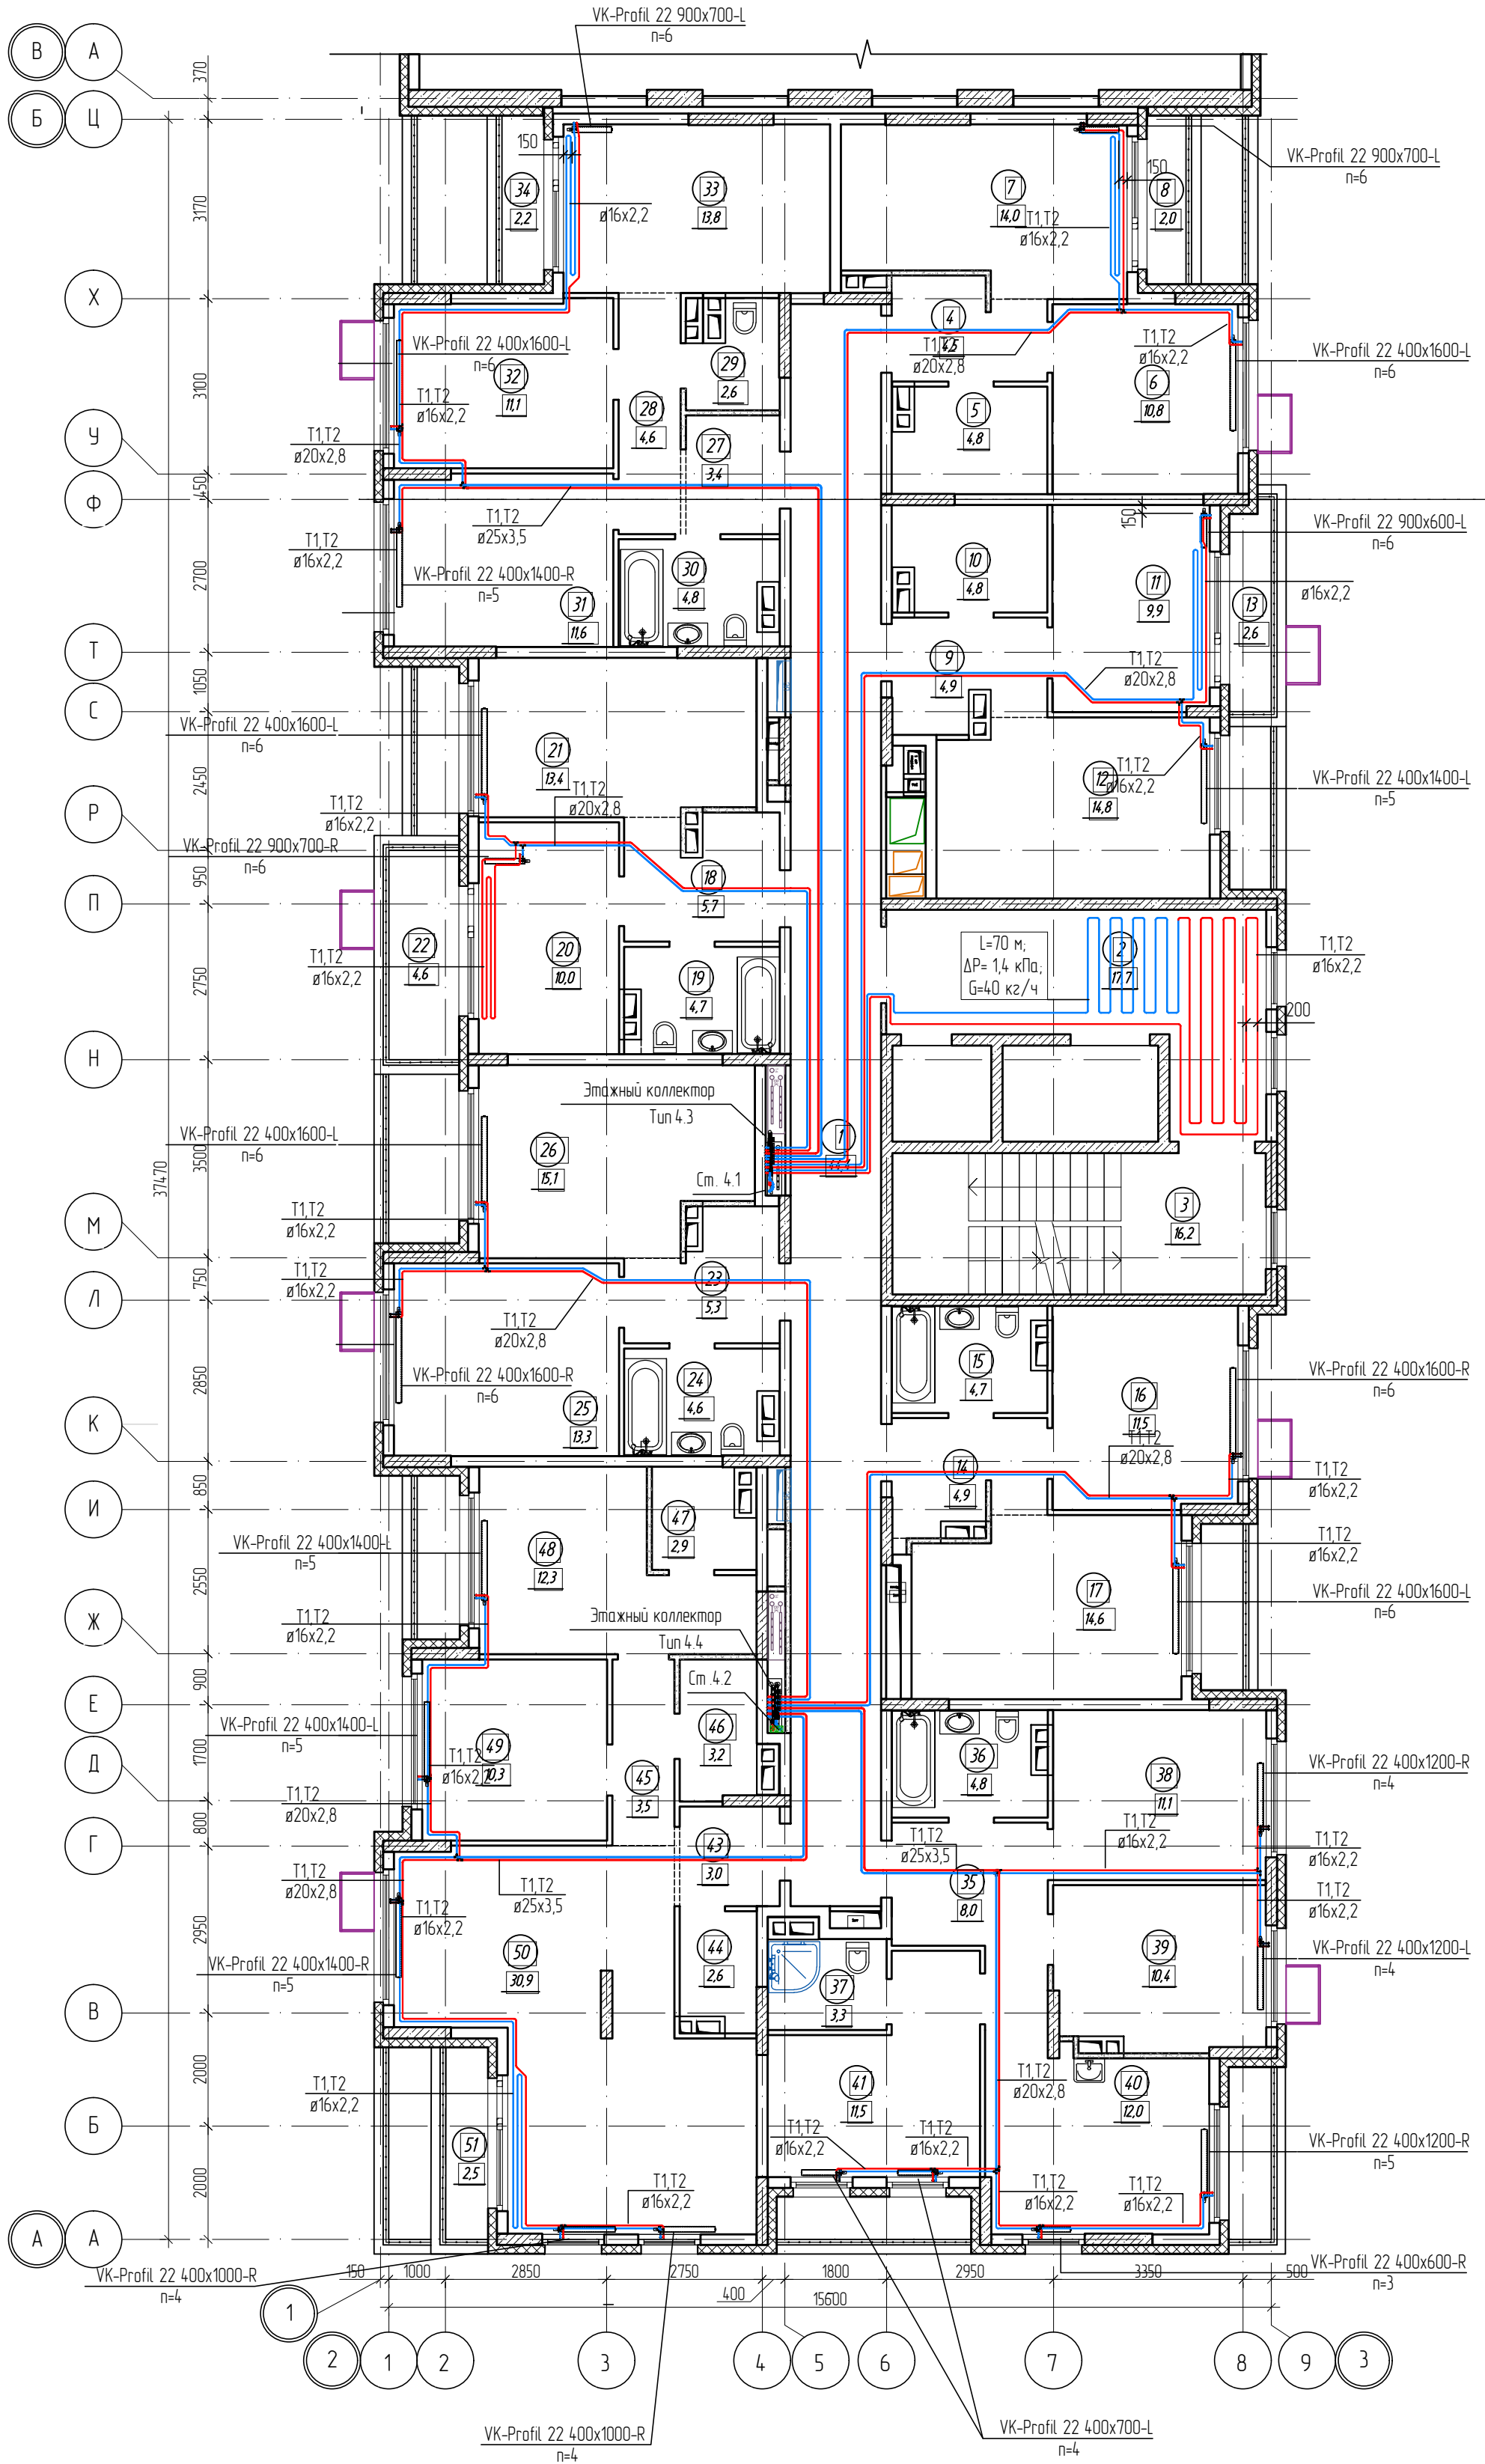 VK-Profil 22 900x700-L
n=6
В
А
Б
Ц
370
150
VK-Profil 22 900x700-L
n=6
150
34
2,2
ø16x2,2
33
13,8
7
14,0
Т1,Т2
ø16x2,2
8
2,0
3170
Х
VK-Profil 22 400x1600-L
n=6
32
11,1
29
2,6
4
4,5
Т1,Т2
ø20x2,8
Т1,Т2
ø16x2,2
VK-Profil 22 400x1600-L
n=6
6
10,8
3100
Т1,Т2
ø16x2,2
28
4,6
5
4,8
У
Т1,Т2
ø20x2,8
27
3,4
450
Ф
Т1,Т2
ø25x3,5
150
VK-Profil 22 900x600-L
n=6
Т1,Т2
ø16x2,2
VK-Profil 22 400x1400-R
n=5
30
4,8
10
4,8
11
9,9
ø16x2,2
2700
31
11,6
13
2,6
Т
9
4,9
Т1,Т2
ø20x2,8
1050
С
VK-Profil 22 400x1600-L
n=6
21
13,4
2450
12
14,8
Т1,Т2
ø16x2,2
VK-Profil 22 400x1400-L
n=5
Т1,Т2
ø20x2,8
Р
Т1,Т2
ø16x2,2
VK-Profil 22 900x700-R
n=6
18
5,7
950
П
22
4,6
20
10,0
Т1,Т2
ø16x2,2
19
4,7
L=70 м;
ΔP= 1,4 кПа;
G=40 кг/ч
2
17,7
Т1,Т2
ø16x2,2
2750
200
Н
Этажный коллектор
Тип 4.3
1
VK-Profil 22 400x1600-L
n=6
26
15,1
3500
37470
Ст. 4.1
3
16,2
М
Т1,Т2
ø16x2,2
Т1,Т2
ø16x2,2
23
5,3
750
Л
Т1,Т2
ø20x2,8
VK-Profil 22 400x1600-R
n=6
24
4,6
15
4,7
16
11,5
VK-Profil 22 400x1600-R
n=6
2850
К
25
13,3
Т1,Т2
ø20x2,8
14
4,9
Т1,Т2
ø16x2,2
850
И
VK-Profil 22 400x1400-L
n=5
48
12,3
47
2,9
Т1,Т2
ø16x2,2
2550
17
14,6
VK-Profil 22 400x1600-L
n=6
Ж
Т1,Т2
ø16x2,2
Этажный коллектор
Тип 4.4
900
Ст .4.2
Е
VK-Profil 22 400x1400-L
n=5
49
10,3
Т1,Т2
ø16x2,2
46
3,2
45
3,5
36
4,8
38
11,1
VK-Profil 22 400x1200-R
n=4
1700
Д
Т1,Т2
ø20x2,8
800
Г
43
3,0
Т1,Т2
ø25x3,5
Т1,Т2
ø16x2,2
Т1,Т2
ø16x2,2
Т1,Т2
ø20x2,8
Т1,Т2
ø25x3,5
35
8,0
Т1,Т2
ø16x2,2
Т1,Т2
ø16x2,2
2950
50
30,9
44
2,6
39
10,4
VK-Profil 22 400x1200-L
n=4
VK-Profil 22 400x1400-R
n=5
37
3,3
В
2000
Т1,Т2
ø16x2,2
41
11,5
Т1,Т2
ø20x2,8
40
12,0
Б
51
2,5
Т1,Т2
ø16x2,2
Т1,Т2
ø16x2,2
VK-Profil 22 400x1200-R
n=5
2000
Т1,Т2
ø16x2,2
Т1,Т2
ø16x2,2
Т1,Т2
ø16x2,2
А
А
VK-Profil 22 400x1000-R
n=4
150
1000
2850
2750
400
1800
2950
3350
500
VK-Profil 22 400x600-R
n=3
15600
1
2
1
2
3
4
5
6
7
8
9
3
VK-Profil 22 400x1000-R
n=4
VK-Profil 22 400x700-L
n=4